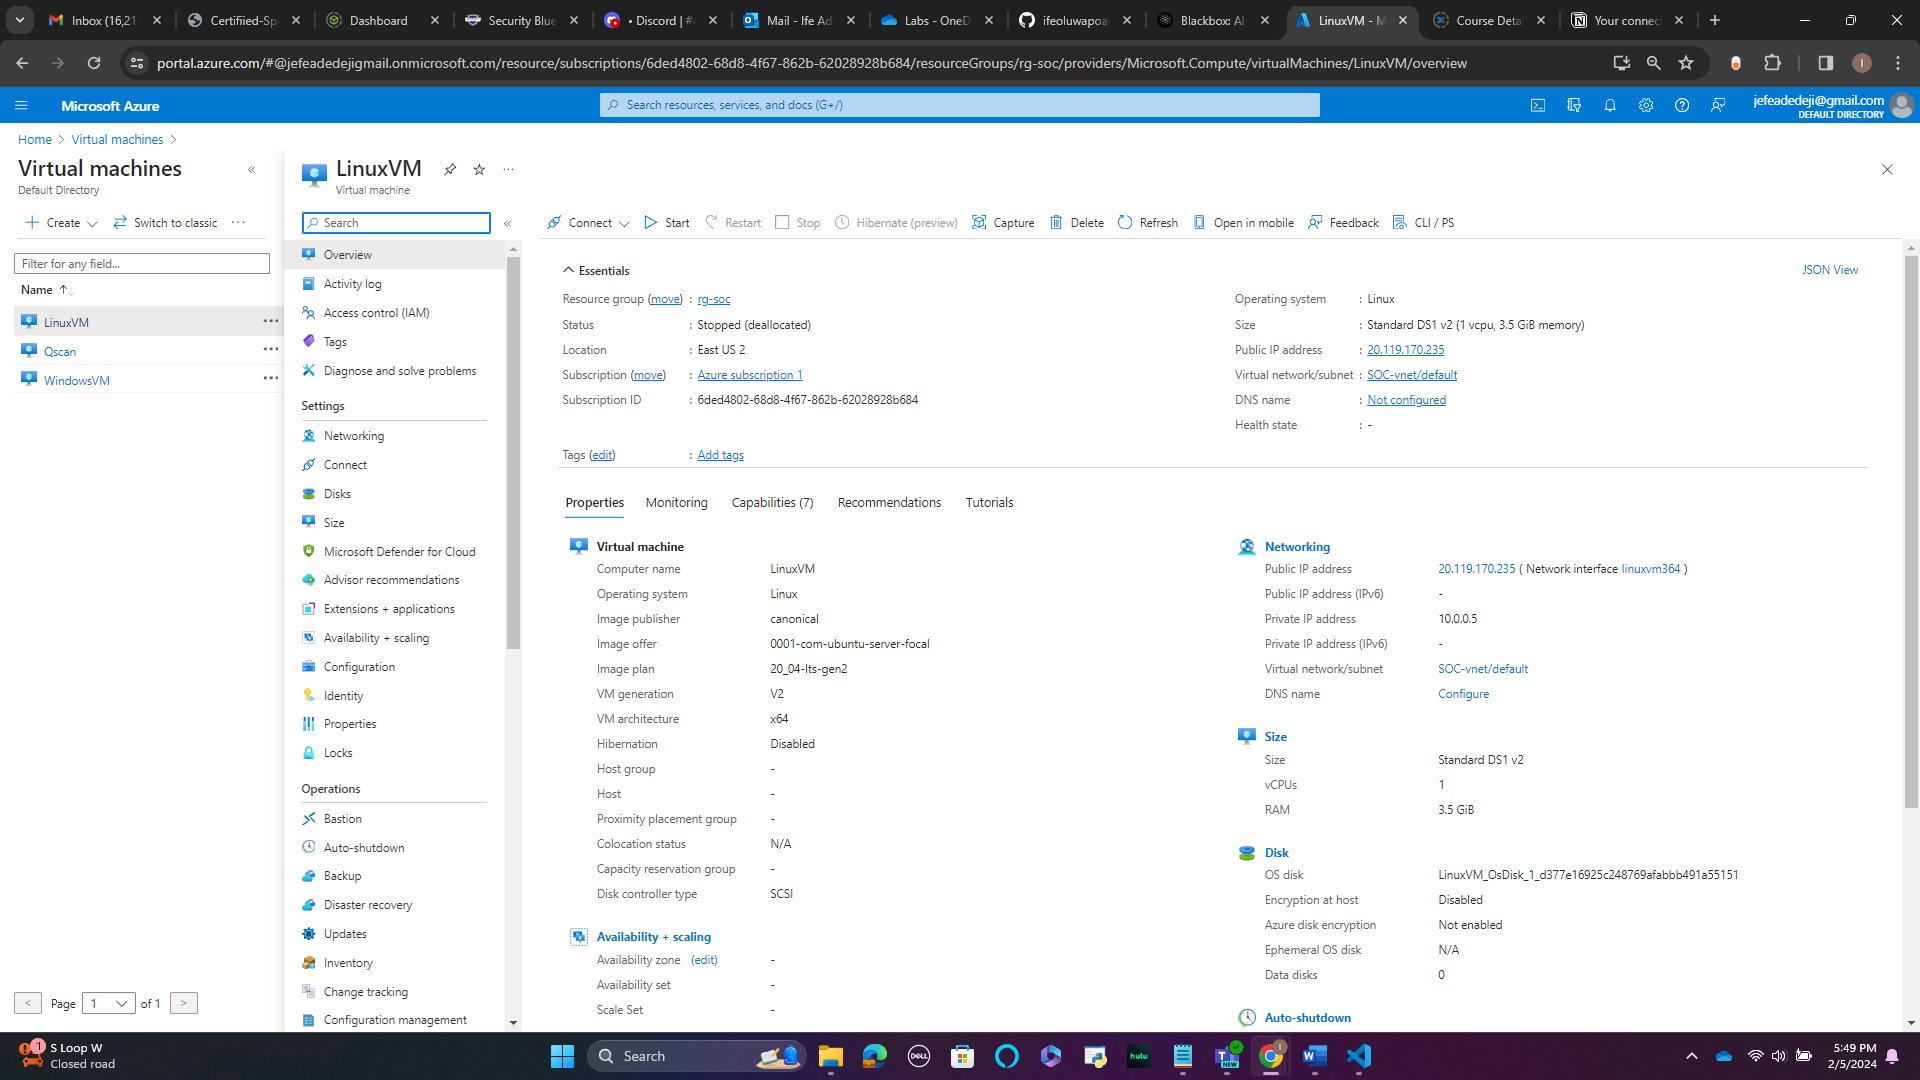 Inbox (16,21
Certifiied-Sp
Dashboard
Security Blue
• Discord | #
Mail - Ife Ad
Labs - OneD
ifeoluwapoa
Blackbox: AI
LinuxVM - M
Course Deta
Your connec
portal.azure.com/#@jefeadedejigmail.onmicrosoft.com/resource/subscriptions/6ded4802-68d8-4f67-862b-62028928b684/resourceGroups/rg-soc/providers/Microsoft.Compute/virtualMachines/LinuxVM/overview
I
Microsoft Azure
Search resources, services, and docs (G+/)
jefeadedeji@gmail.com
DEFAULT DIRECTORY
Home > Virtual machines >
Virtual machines
Default Directory
Create
Switch to classic
Filter for any field...
Name
LinuxVM
Qscan
WindowsVM
< Page 1 of 1 >
LinuxVM
Virtual machine
Search
Overview
Activity log
Access control (IAM)
Tags
Diagnose and solve problems
Settings
Networking
Connect
Disks
Size
Microsoft Defender for Cloud
Advisor recommendations
Extensions + applications
Availability + scaling
Configuration
Identity
Properties
Locks
Operations
Bastion
Auto-shutdown
Backup
Disaster recovery
Updates
Inventory
Change tracking
Configuration management
Connect Start Restart Stop Hibernate (preview) Capture Delete Refresh Open in mobile Feedback CLI / PS
Essentials
JSON View
Resource group (move) : rg-soc
Status : Stopped (deallocated)
Location : East US 2
Subscription (move) : Azure subscription 1
Subscription ID : 6ded4802-68d8-4f67-862b-62028928b684
Operating system : Linux
Size : Standard DS1 v2 (1 vcpu, 3.5 GiB memory)
Public IP address : 20.119.170.235
Virtual network/subnet : SOC-vnet/default
DNS name : Not configured
Health state : -
Tags (edit) : Add tags
Properties Monitoring Capabilities (7) Recommendations Tutorials
Virtual machine
Computer name LinuxVM
Operating system Linux
Image publisher canonical
Image offer 0001-com-ubuntu-server-focal
Image plan 20_04-lts-gen2
VM generation V2
VM architecture x64
Hibernation Disabled
Host group -
Host -
Proximity placement group -
Colocation status N/A
Capacity reservation group -
Disk controller type SCSI
Availability + scaling
Availability zone (edit) -
Availability set -
Scale Set -
Networking
Public IP address 20.119.170.235 ( Network interface linuxvm364 )
Public IP address (IPv6) -
Private IP address 10.0.0.5
Private IP address (IPv6) -
Virtual network/subnet SOC-vnet/default
DNS name Configure
Size
Size Standard DS1 v2
vCPUs 1
RAM 3.5 GiB
Disk
OS disk LinuxVM_OsDisk_1_d377e16925c248769afabbb491a55151
Encryption at host Disabled
Azure disk encryption Not enabled
Ephemeral OS disk N/A
Data disks 0
Auto-shutdown
1
S Loop W
Closed road
Search
DELL
hulu
NEW
5:49 PM
2/5/2024